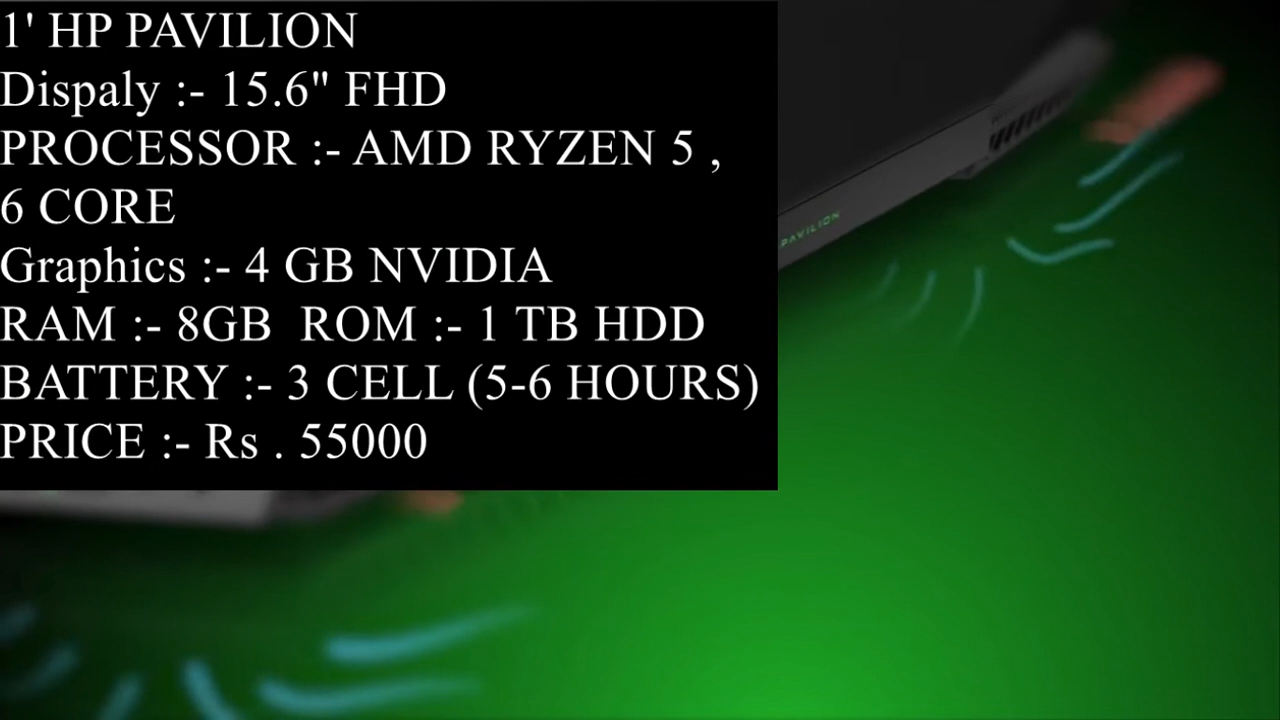 1' HP PAVILION
Dispaly :- 15.6" FHD
PROCESSOR :- AMD RYZEN 5 ,
6 CORE
Graphics :- 4 GB NVIDIA
RAM :- 8GB  ROM :- 1 TB HDD
BATTERY :- 3 CELL (5-6 HOURS)
PRICE :- Rs . 55000
PAVILION